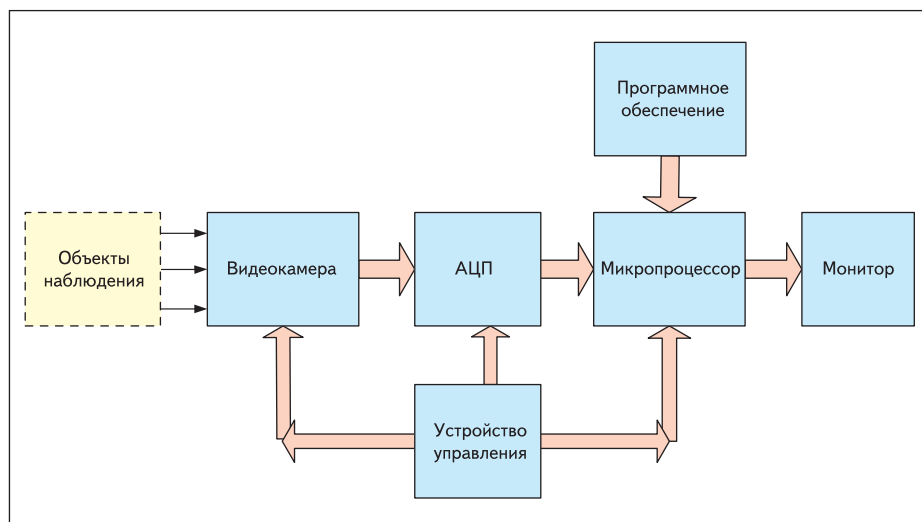 Программное
обеспечение
Объекты
наблюдения
Видеокамера
АЦП
Микропроцессор
Монитор
Устройство
управления